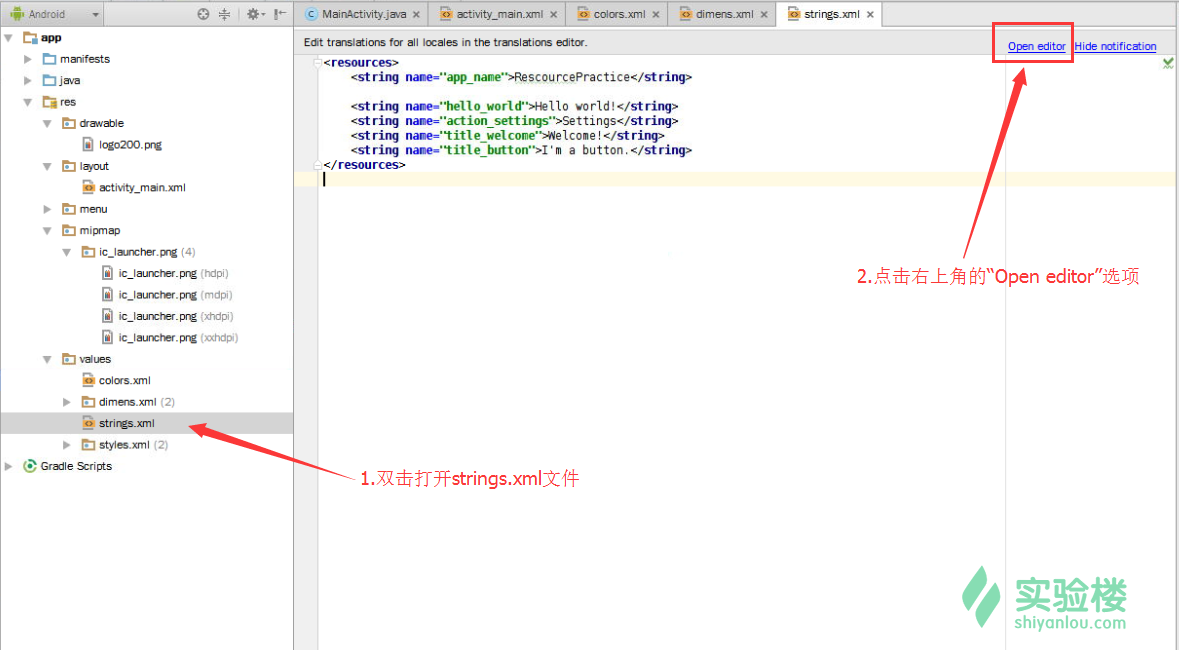 Android
MainActivity.java
activity_main.xml
colors.xml
dimens.xml
strings.xml
app
manifests
java
res
drawable
logo200.png
layout
activity_main.xml
menu
mipmap
ic_launcher.png (4)
ic_launcher.png (hdpi)
ic_launcher.png (mdpi)
ic_launcher.png (xhdpi)
ic_launcher.png (xxhdpi)
values
colors.xml
dimens.xml (2)
strings.xml
styles.xml (2)
Gradle Scripts
Edit translations for all locales in the translations editor.
Open editor
Hide notification
<resources>
<string name="app_name">RescourcePractice</string>
<string name="hello_world">Hello world!</string>
<string name="action_settings">Settings</string>
<string name="title_welcome">Welcome!</string>
<string name="title_button">I'm a button.</string>
</resources>
2.点击右上角的“Open editor”选项
1.双击打开strings.xml文件
实验楼
shiyanlou.com